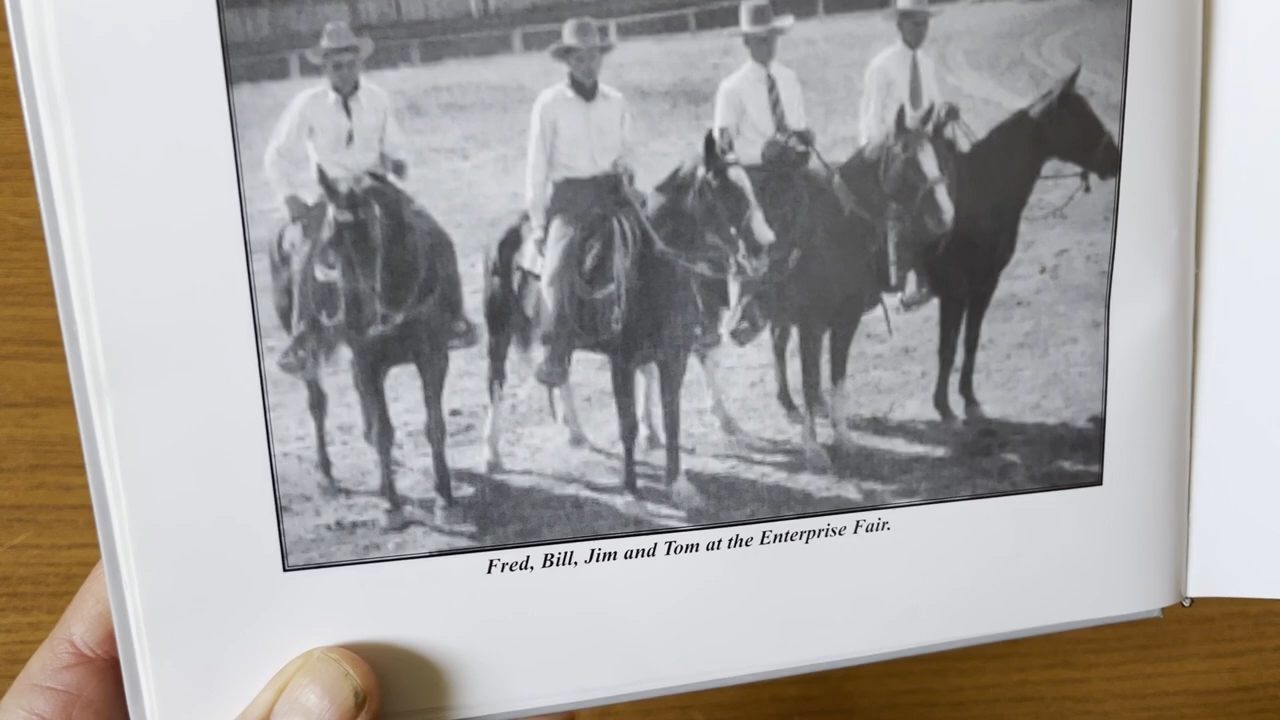 Fred, Bill, Jim and Tom at the Enterprise Fair.